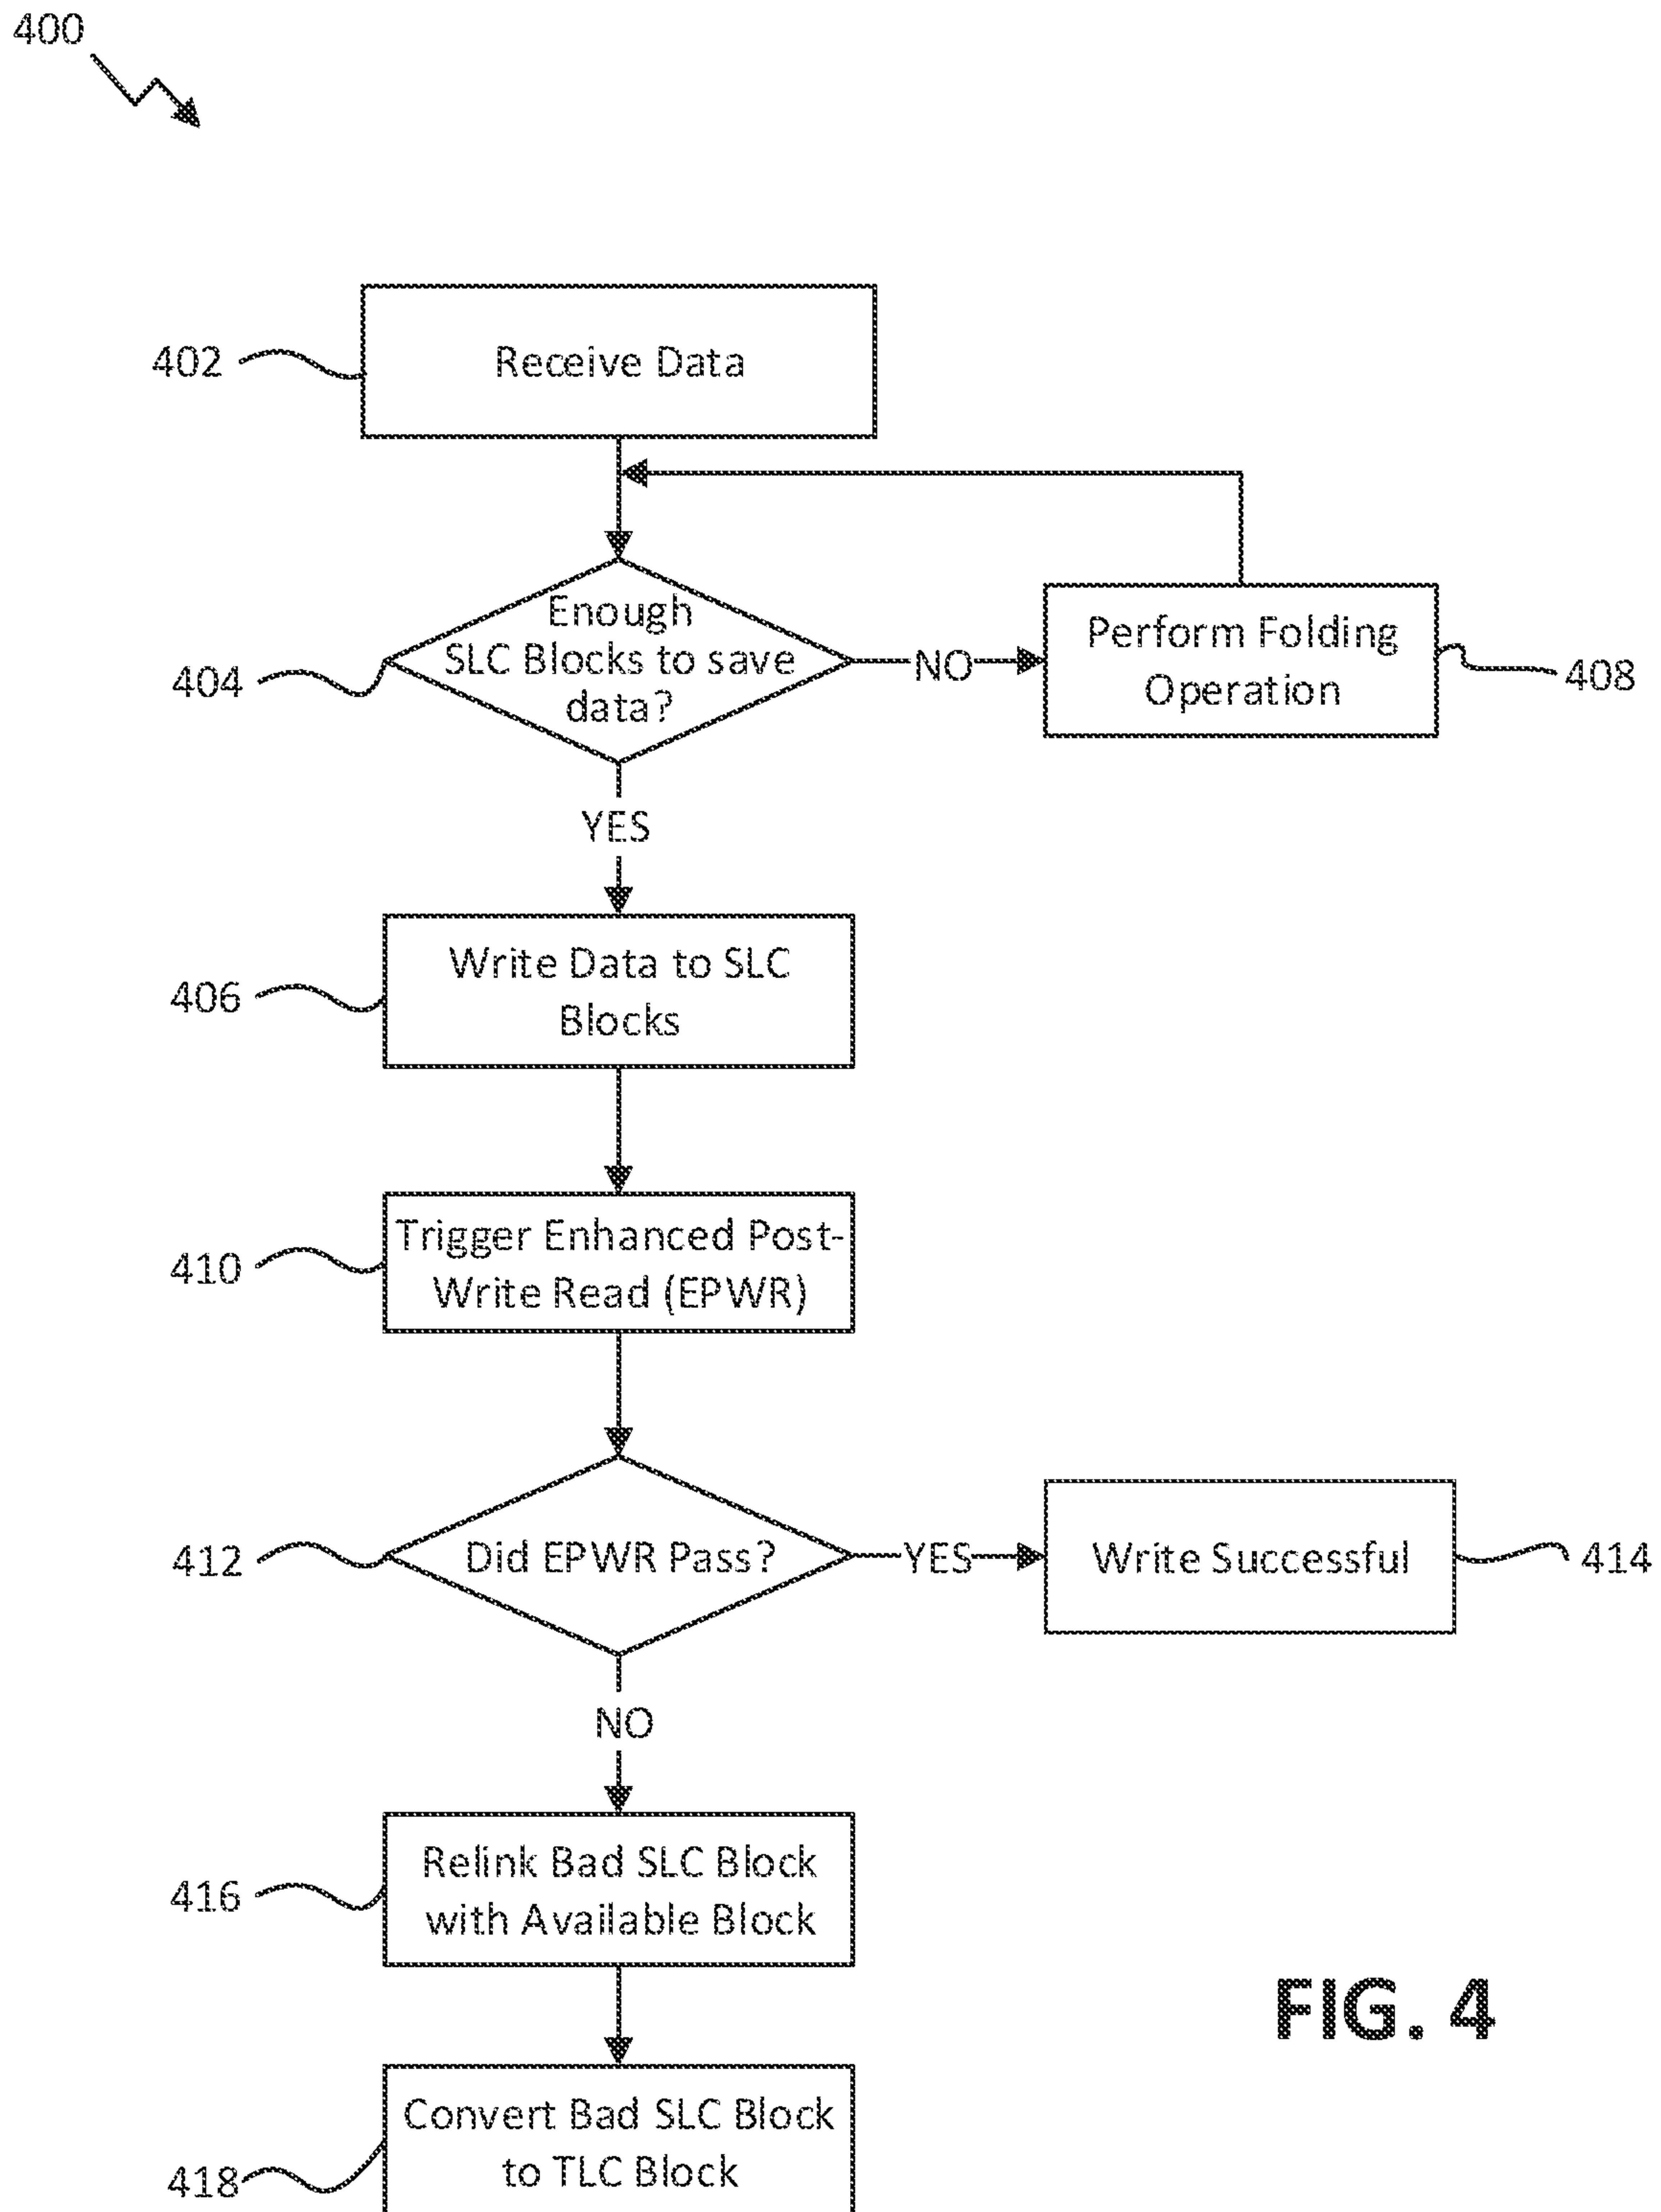 400
402
Receive Data
Enough
SLC Blocks to save
data?
404
NO
Perform Folding
Operation
408
YES
406
Write Data to SLC
Blocks
410
Trigger Enhanced Post-
Write Read (EPWR)
412
Did EPWR Pass?
YES
Write Successful
414
NO
416
Relink Bad SLC Block
with Available Block
FIG. 4
418
Convert Bad SLC Block
to TLC Block